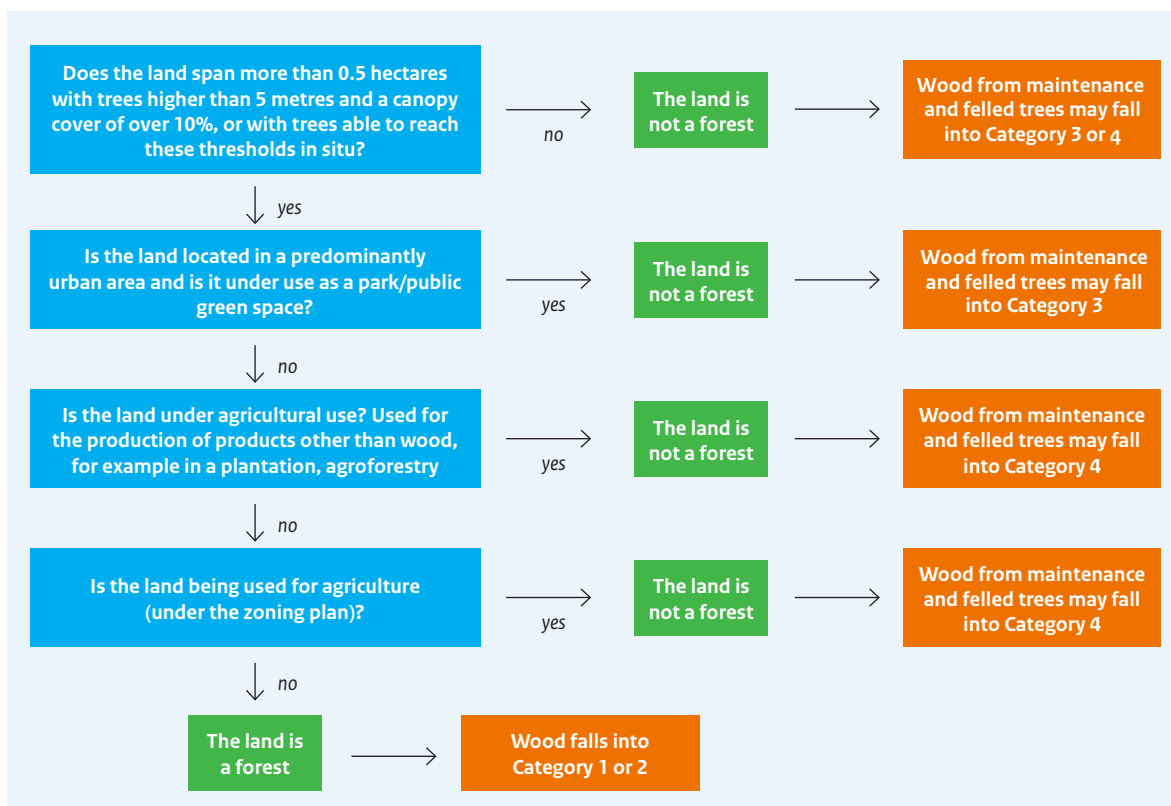 Does the land span more than 0.5 hectares
with trees higher than 5 metres and a canopy
cover of over 10%, or with trees able to reach
these thresholds in situ?
no
The land is
not a forest
Wood from maintenance
and felled trees may fall
into Category 3 or 4
yes
Is the land located in a predominantly
urban area and is it under use as a park/public
green space?
yes
The land is
not a forest
Wood from maintenance
and felled trees may fall
into Category 3
no
Is the land under agricultural use? Used for
the production of products other than wood,
for example in a plantation, agroforestry
yes
The land is
not a forest
Wood from maintenance
and felled trees may fall
into Category 4
no
Is the land being used for agriculture
(under the zoning plan)?
yes
The land is
not a forest
Wood from maintenance
and felled trees may fall
into Category 4
no
The land is
a forest
Wood falls into
Category 1 or 2